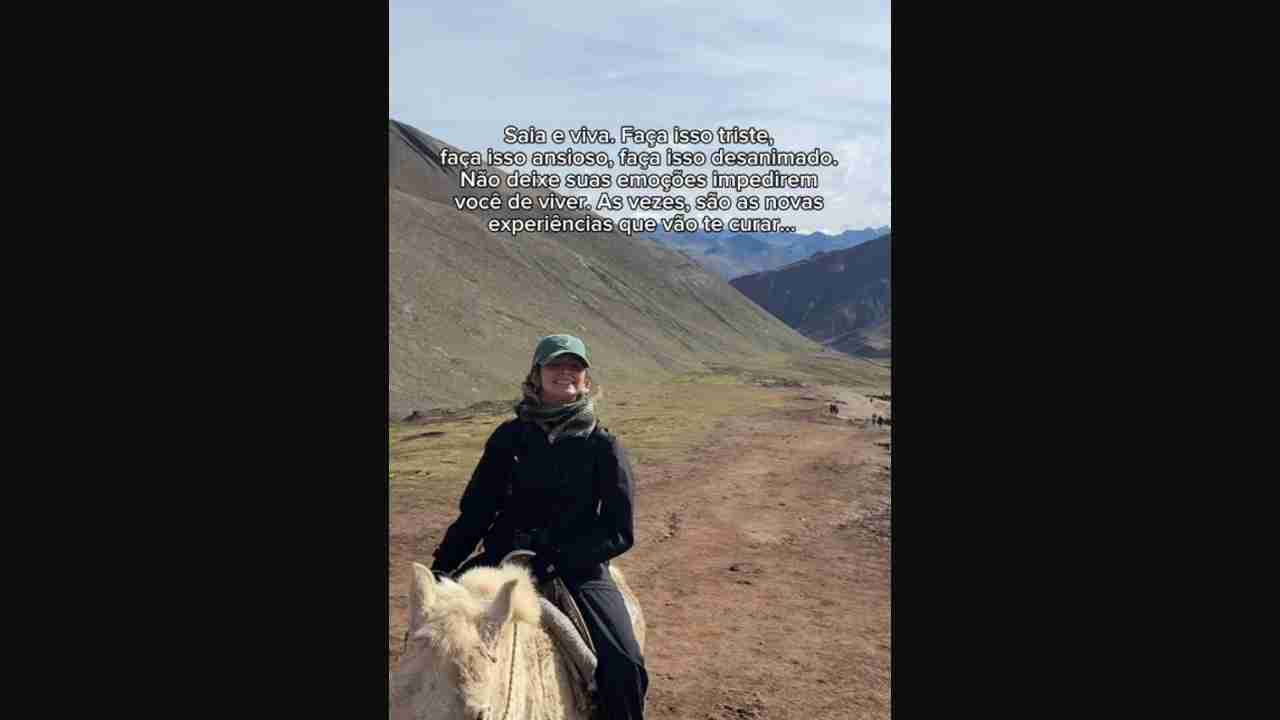 Saia e viva. Faça isso triste,
faça isso ansioso, faça isso desanimado.
Não deixe suas emoções impedirem
você de viver. As vezes, são as novas
experiências que vão te curar...